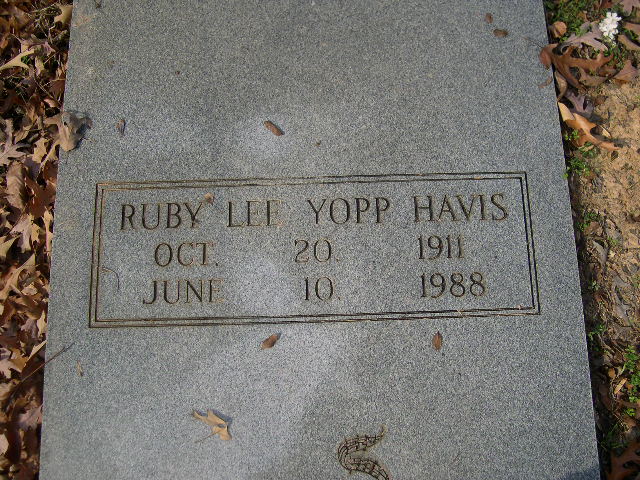 RUBY LEE YOPP HAVIS
OCT. 20. 1911
JUNE 10. 1988